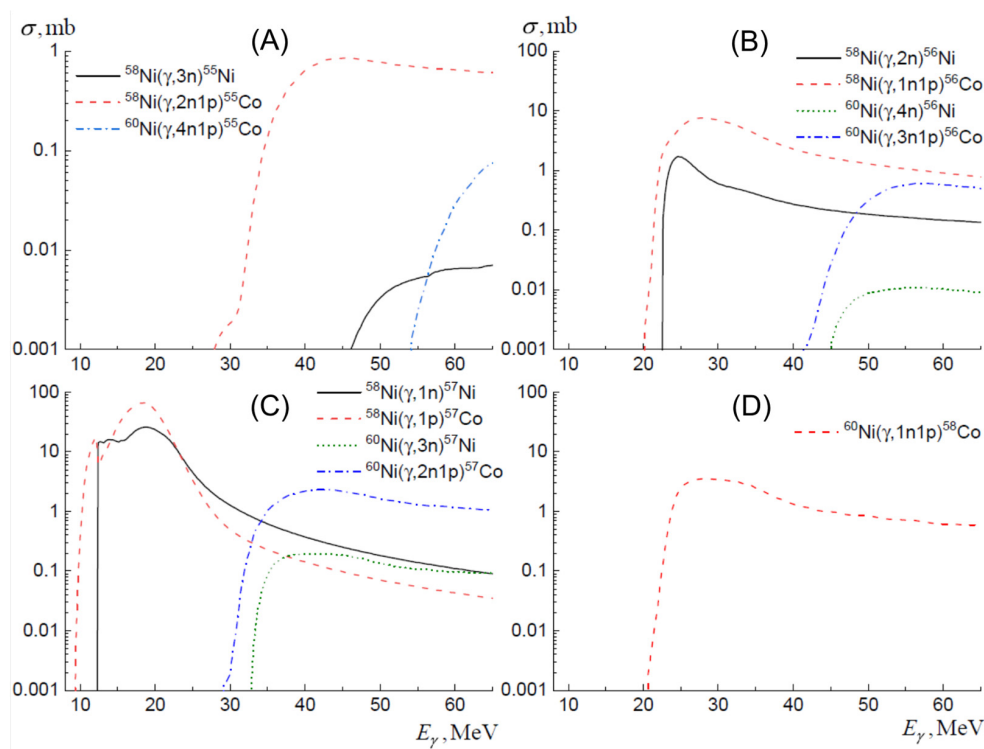 σ, mb
(A)
1
0.1
0.01
0.001
⁵⁸Ni(γ,3n)⁵⁵Ni
⁵⁸Ni(γ,2n1p)⁵⁵Co
⁶⁰Ni(γ,4n1p)⁵⁵Co
10 20 30 40 50 60
σ, mb
(B)
100
10
1
0.1
0.01
0.001
⁵⁸Ni(γ,2n)⁵⁶Ni
⁵⁸Ni(γ,1n1p)⁵⁶Co
⁶⁰Ni(γ,4n)⁵⁶Ni
⁶⁰Ni(γ,3n1p)⁵⁶Co
10 20 30 40 50 60
(C)
100
10
1
0.1
0.01
0.001
⁵⁸Ni(γ,1n)⁵⁷Ni
⁵⁸Ni(γ,1p)⁵⁷Co
⁶⁰Ni(γ,3n)⁵⁷Ni
⁶⁰Ni(γ,2n1p)⁵⁷Co
10 20 30 40 50 60
E_γ, MeV
(D)
100
10
1
0.1
0.01
0.001
⁶⁰Ni(γ,1n1p)⁵⁸Co
10 20 30 40 50 60
E_γ, MeV